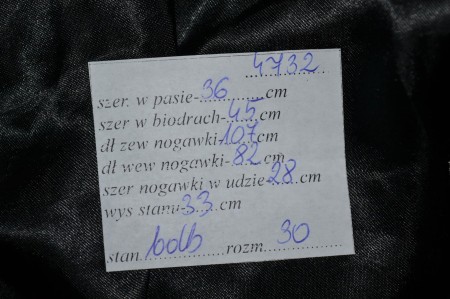 4732
szer. w pasie-36cm
szer w biodrach-45cm
dł zew nogawki-107cm
dł wew nogawki-82cm
szer nogawki w udzie-28cm
wys stanu-33cm
stan bdb rozm. 30